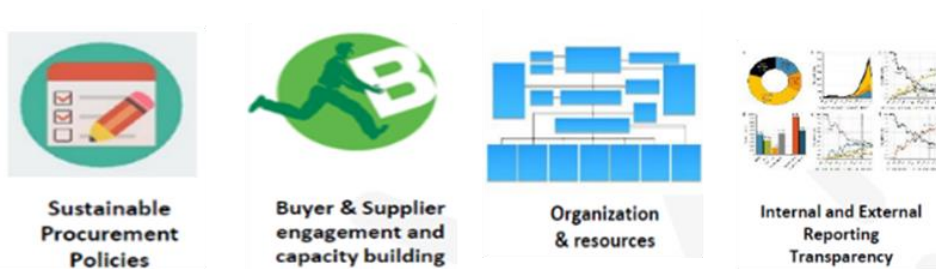 B
Sustainable
Procurement
Policies
Buyer & Supplier
engagement and
capacity building
Organization
& resources
Internal and External
Reporting
Transparency